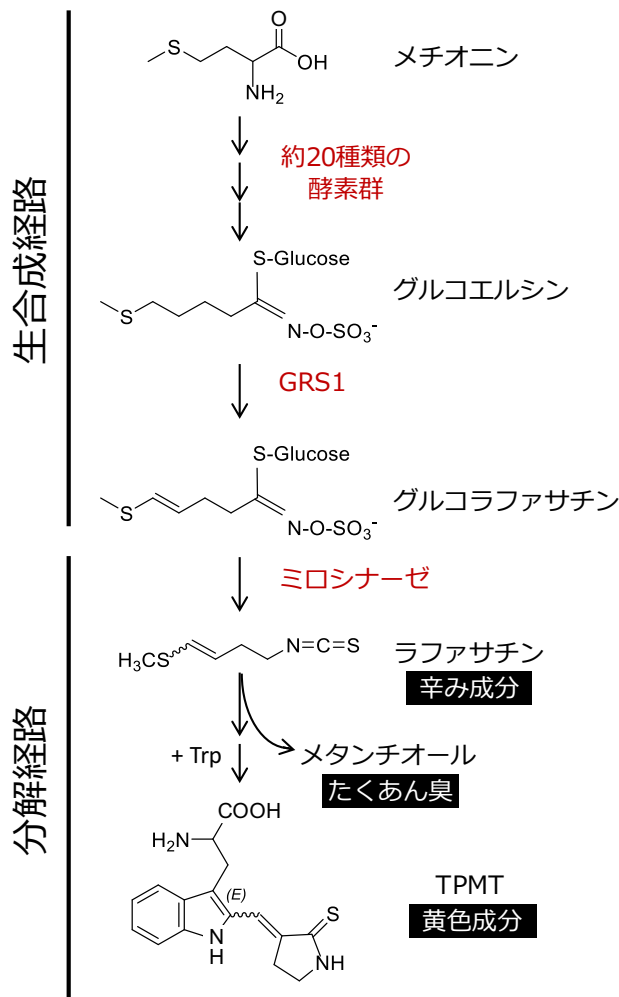 生合成経路
S
O
OH
NH2
メチオニン
約20種類の
酵素群
S-Glucose
S
N-O-SO3-
グルコエルシン
GRS1
S-Glucose
S
N-O-SO3-
グルコラファサチン
分解経路
ミロシナーゼ
H3CS
N=C=S
ラファサチン
辛み成分
+ Trp
メタンチオール
たくあん臭
COOH
H2N
(E)
S
N
H
NH
TPMT
黄色成分